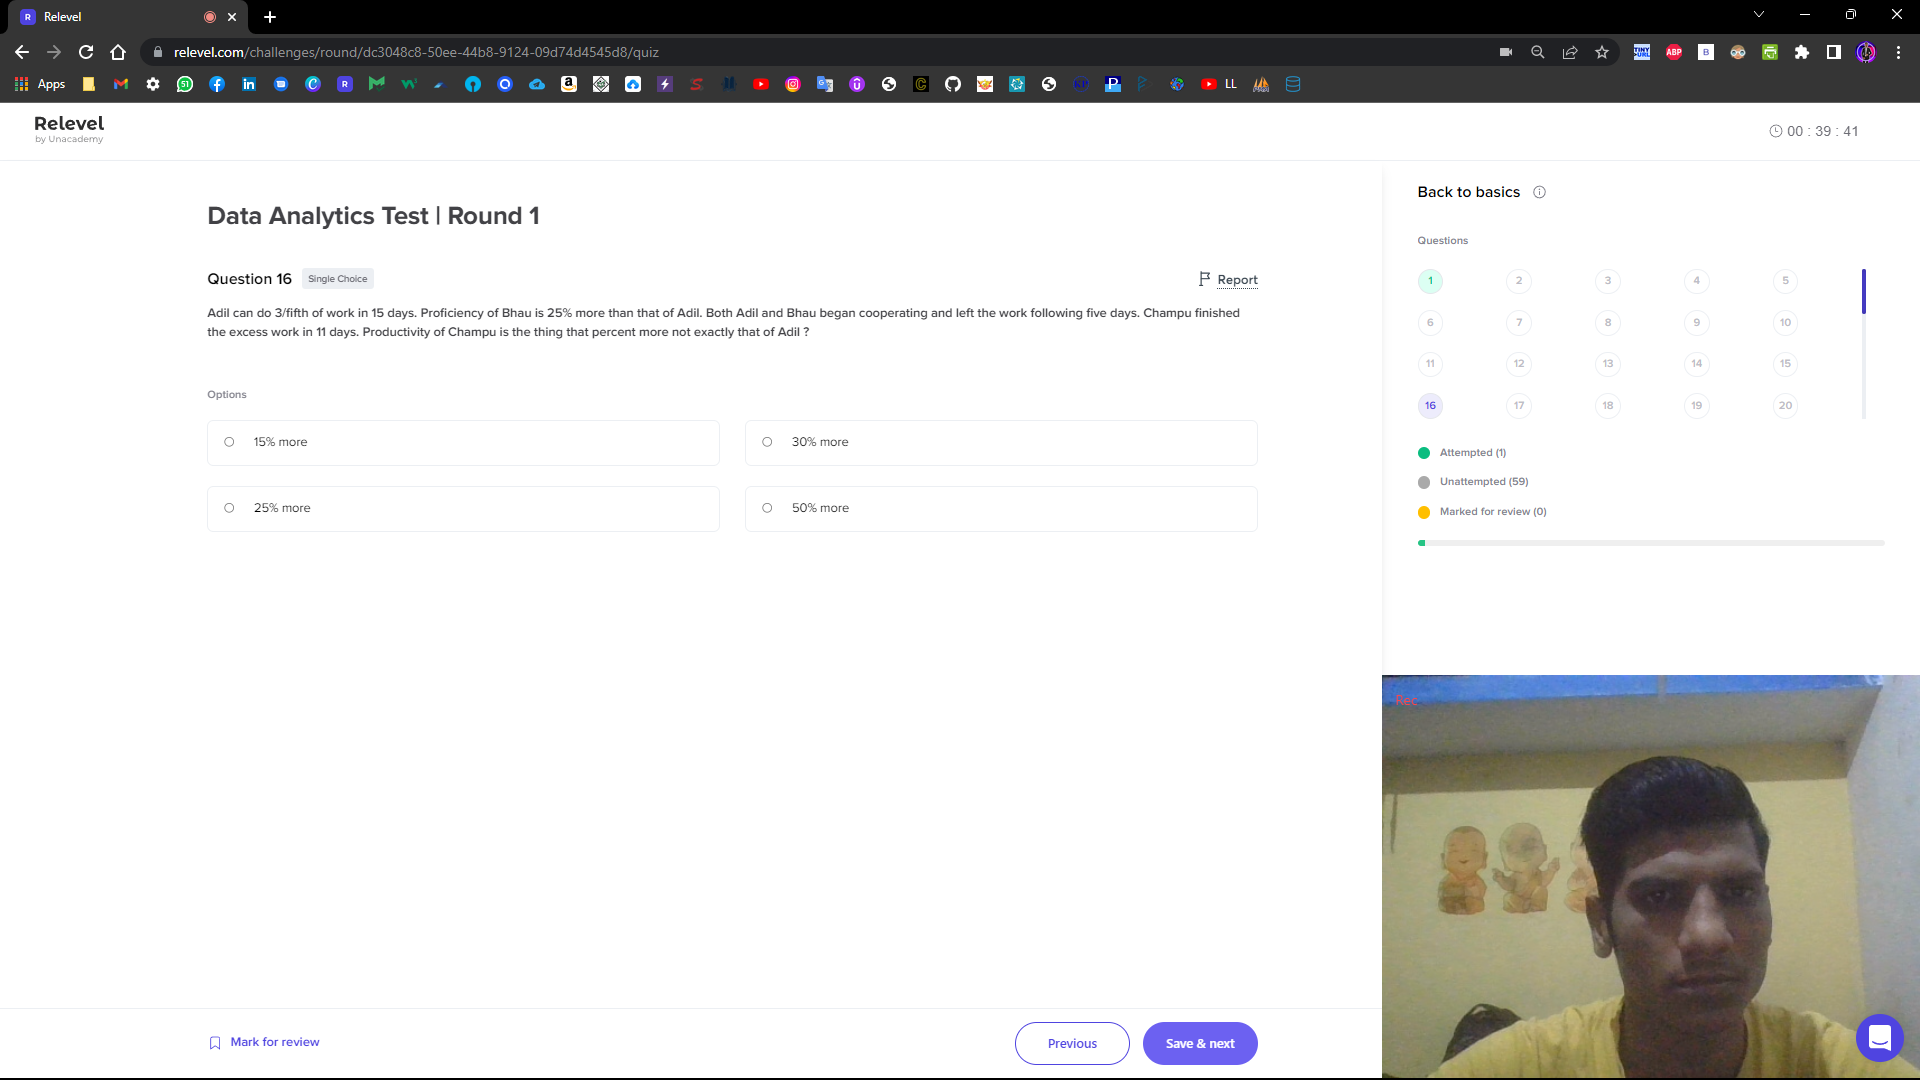 Relevel
relevel.com/challenges/round/dc3048c8-50ee-44b8-9124-09d74d4545d8/quiz
Apps
LL
Relevel
by Unacademy
00 : 39 : 41
Data Analytics Test | Round 1
Question 16
Single Choice
Report
Adil can do 3/fifth of work in 15 days. Proficiency of Bhau is 25% more than that of Adil. Both Adil and Bhau began cooperating and left the work following five days. Champu finished
the excess work in 11 days. Productivity of Champu is the thing that percent more not exactly that of Adil ?
Options
15% more
30% more
25% more
50% more
Mark for review
Previous
Save & next
Back to basics
Questions
1 2 3 4 5
6 7 8 9 10
11 12 13 14 15
16 17 18 19 20
Attempted (1)
Unattempted (59)
Marked for review (0)
Rec